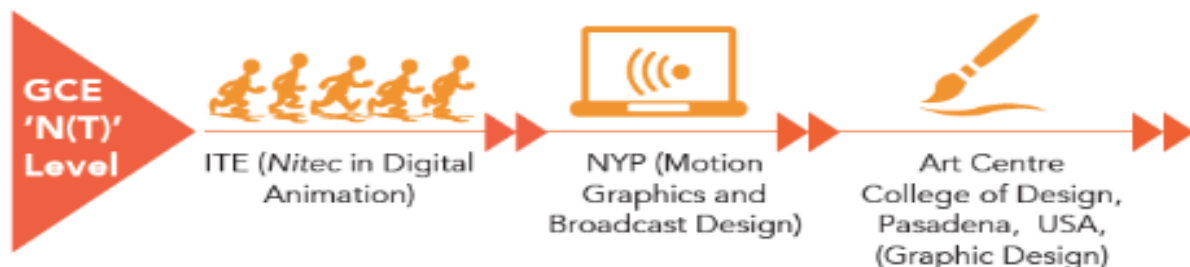 GCE
'N(T)'
Level
ITE (Nitec in Digital
Animation)
NYP (Motion
Graphics and
Broadcast Design)
Art Centre
College of Design,
Pasadena, USA,
(Graphic Design)